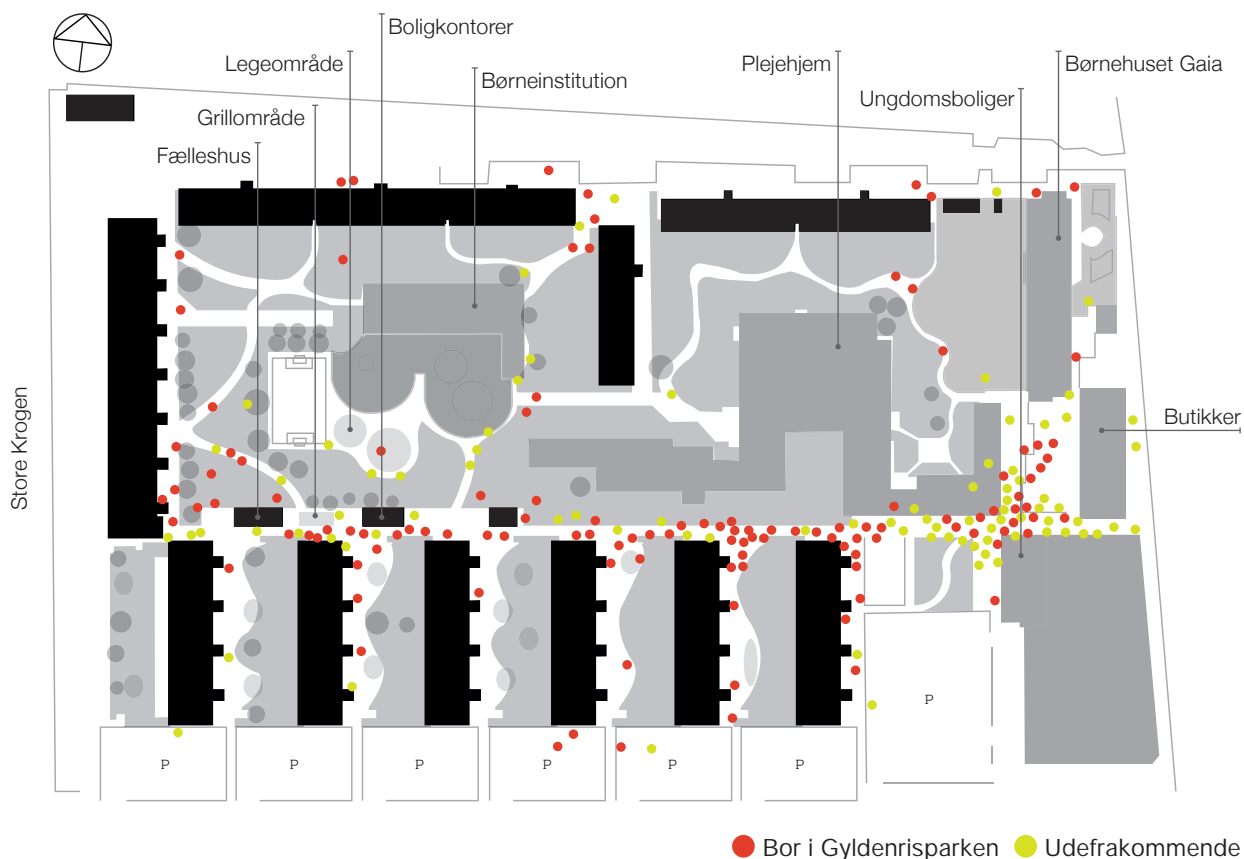 Boligkontorer
Legeområde
Plejehjem
Børnehuset Gaia
Børneinstitution
Ungdomsboliger
Grillområde
Fælleshus
Butikker
Store Krogen
P
P
P
P
P
P
P
Bor i Gyldenrisparken
Udefrakommende